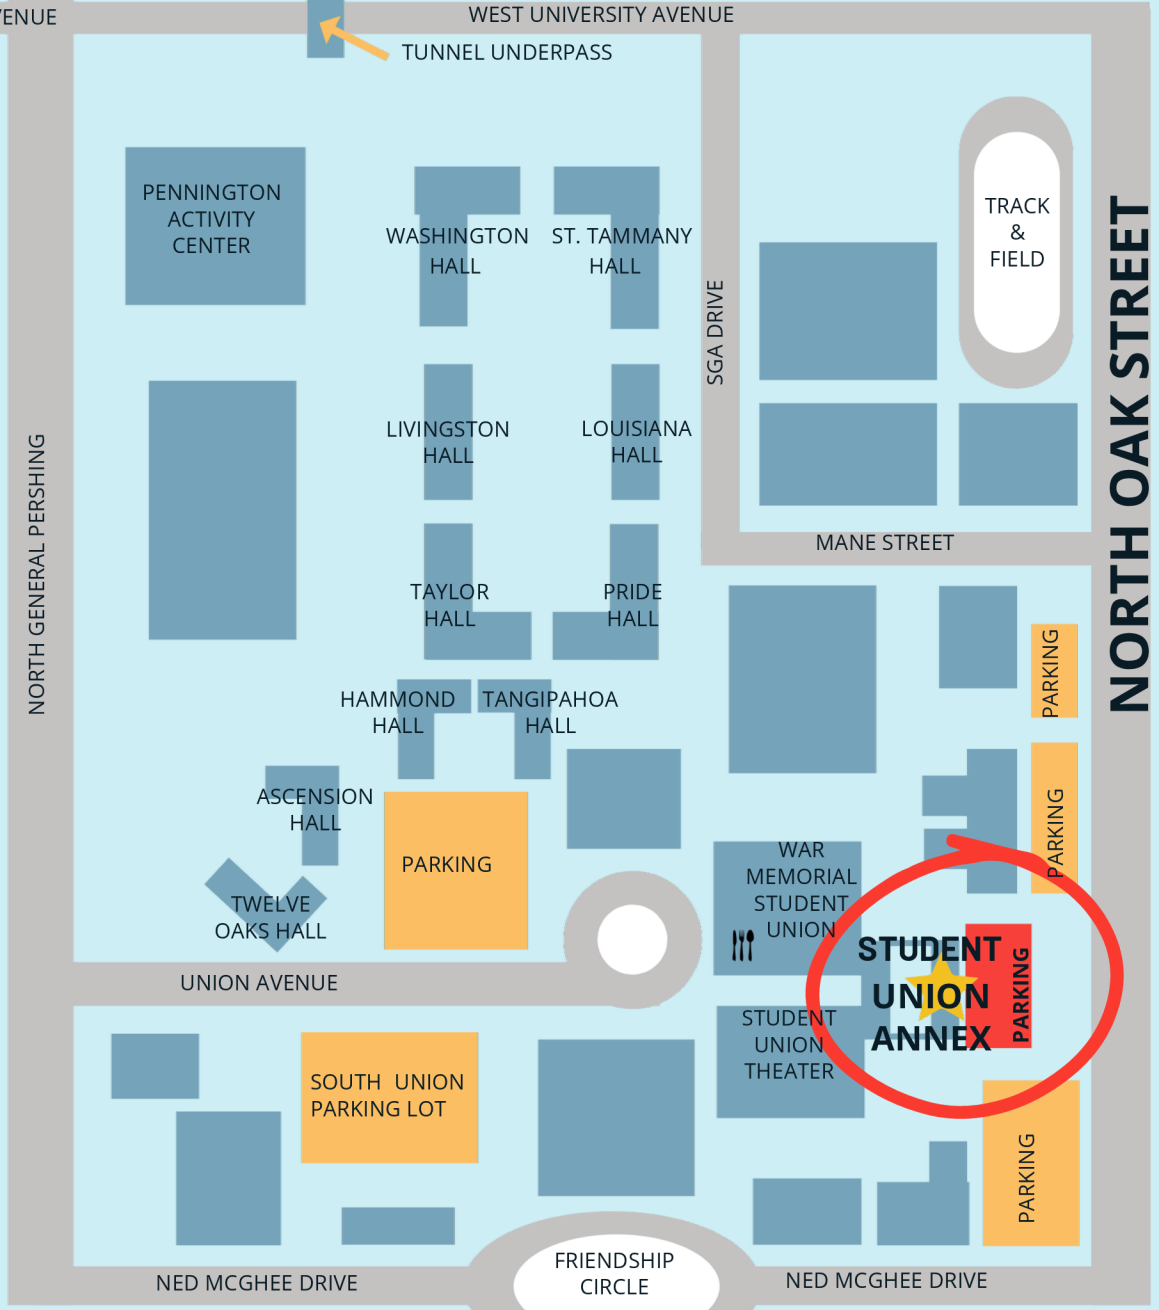 WEST UNIVERSITY AVENUE
TUNNEL UNDERPASS
PENNINGTON
ACTIVITY
CENTER
WASHINGTON
HALL
ST. TAMMANY
HALL
SGA DRIVE
TRACK
&
FIELD
NORTH OAK STREET
LIVINGSTON
HALL
LOUISIANA
HALL
NORTH GENERAL PERSHING
MANE STREET
TAYLOR
HALL
PRIDE
HALL
PARKING
HAMMOND
HALL
TANGIPAHOA
HALL
ASCENSION
HALL
PARKING
PARKING
WAR
MEMORIAL
STUDENT
UNION
TWELVE
OAKS HALL
STUDENT
UNION
ANNEX
PARKING
UNION AVENUE
STUDENT
UNION
THEATER
SOUTH UNION
PARKING LOT
PARKING
FRIENDSHIP
CIRCLE
NED MCGHEE DRIVE
NED MCGHEE DRIVE